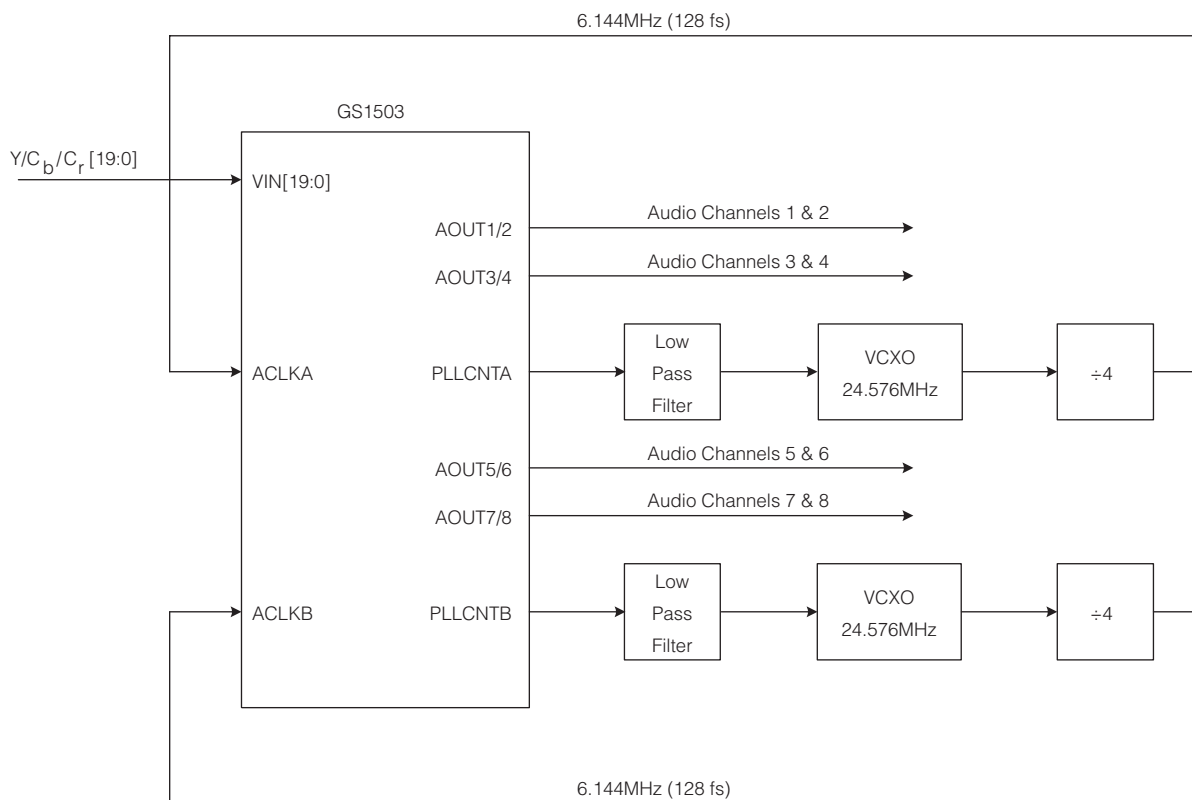 6.144MHz (128 fs)
GS1503
Y/Cb/Cr [19:0]
VIN[19:0]
AOUT1/2
Audio Channels 1 & 2
AOUT3/4
Audio Channels 3 & 4
ACLKA
PLLCNTA
Low
Pass
Filter
VCXO
24.576MHz
÷4
AOUT5/6
Audio Channels 5 & 6
AOUT7/8
Audio Channels 7 & 8
ACLKB
PLLCNTB
Low
Pass
Filter
VCXO
24.576MHz
÷4
6.144MHz (128 fs)